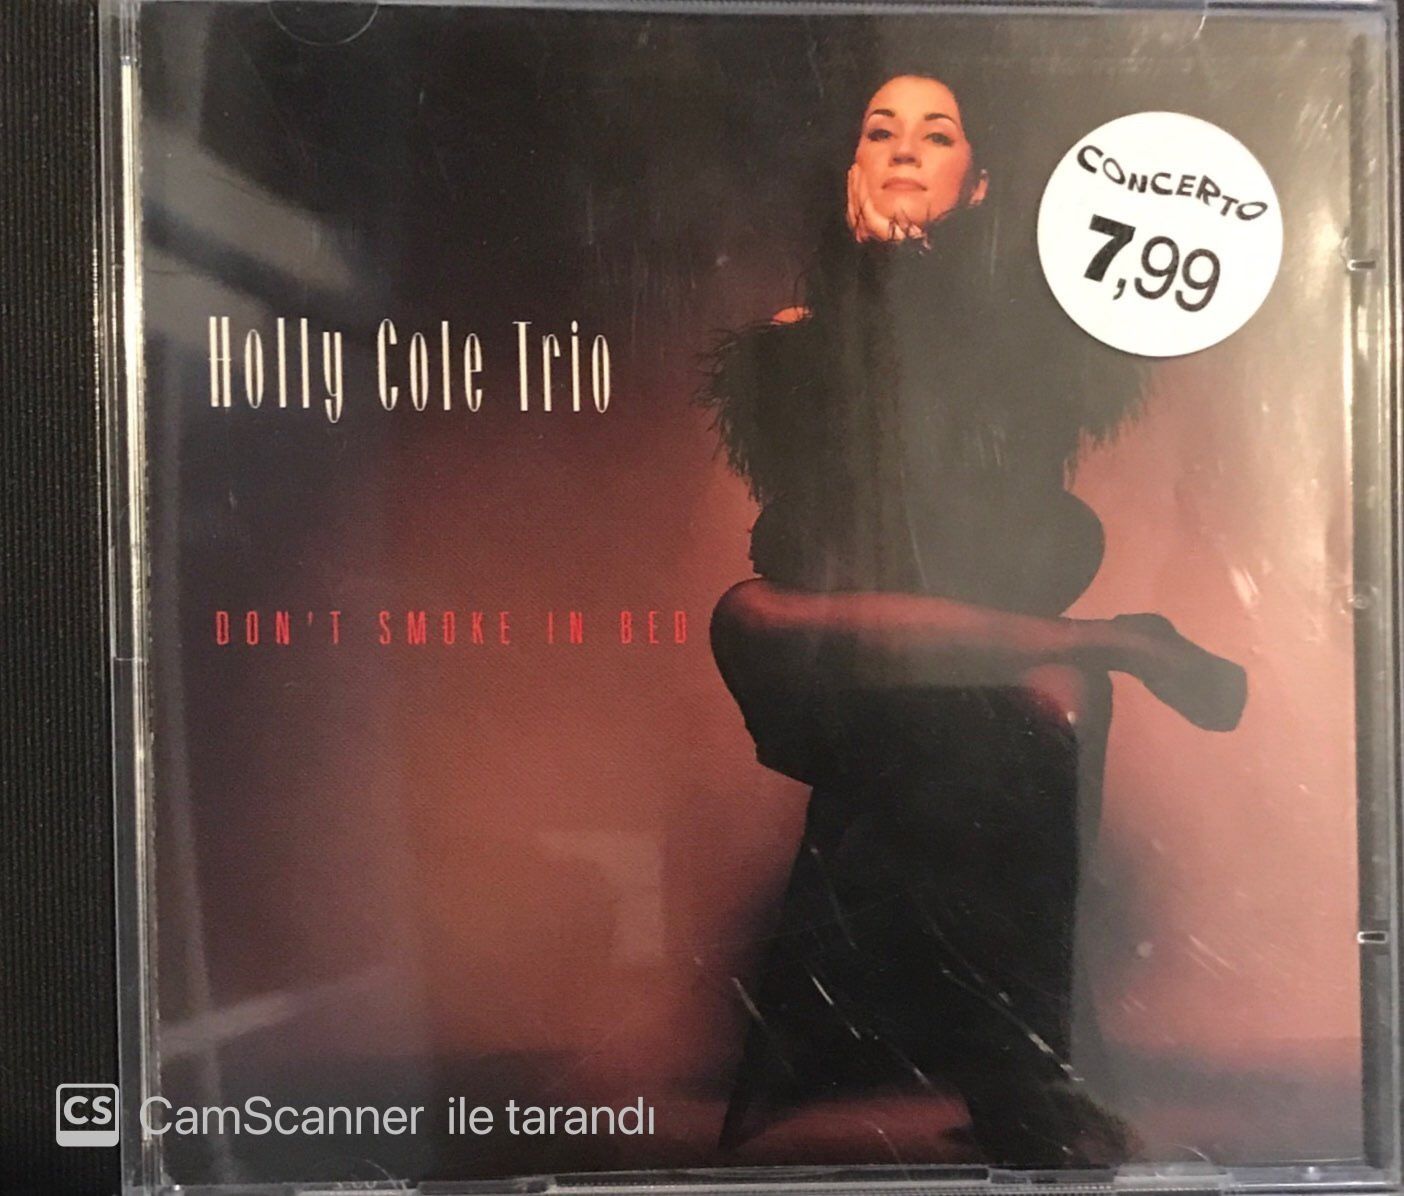 CONCERTO
7,99
Holly Cole Trio
DON'T SMOKE IN BED
CS CamScanner ile tarandı